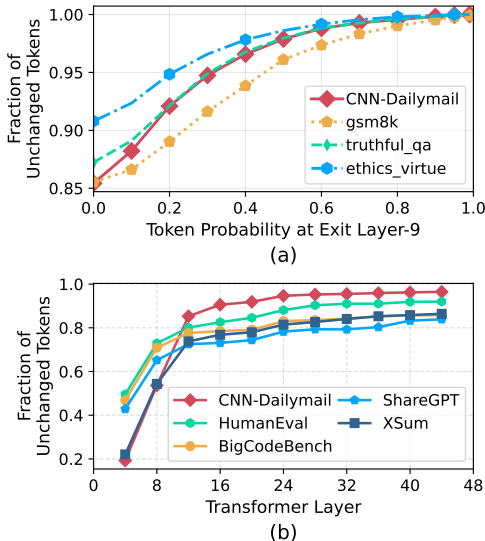 Fraction of
Unchanged Tokens
1.00
0.95
0.90
0.85
CNN-Dailymail
gsm8k
truthful_qa
ethics_virtue
0.0 0.2 0.4 0.6 0.8 1.0
Token Probability at Exit Layer-9
(a)
Fraction of
Unchanged Tokens
1.0
0.8
0.6
0.4
0.2
CNN-Dailymail ShareGPT
HumanEval XSum
BigCodeBench
0 8 16 24 32 40 48
Transformer Layer
(b)